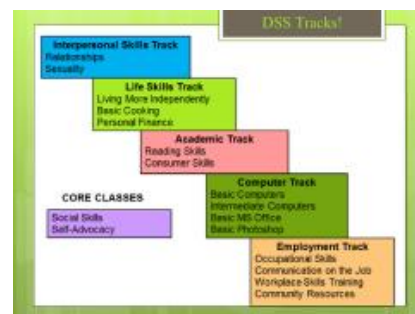 DSS Tracks!
Interpersonal Skills Track
Relationships
Sexuality
Life Skills Track
Living More Independently
Basic Cooking
Personal Finance
Academic Track
Reading Skills
Consumer Skills
Computer Track
Basic Computers
Intermediate Computers
Basic MS Office
Basic Photoshop
CORE CLASSES
Social Skills
Self-Advocacy
Employment Track
Occupational Skills
Communication on the Job
Workplace Skills Training
Community Resources